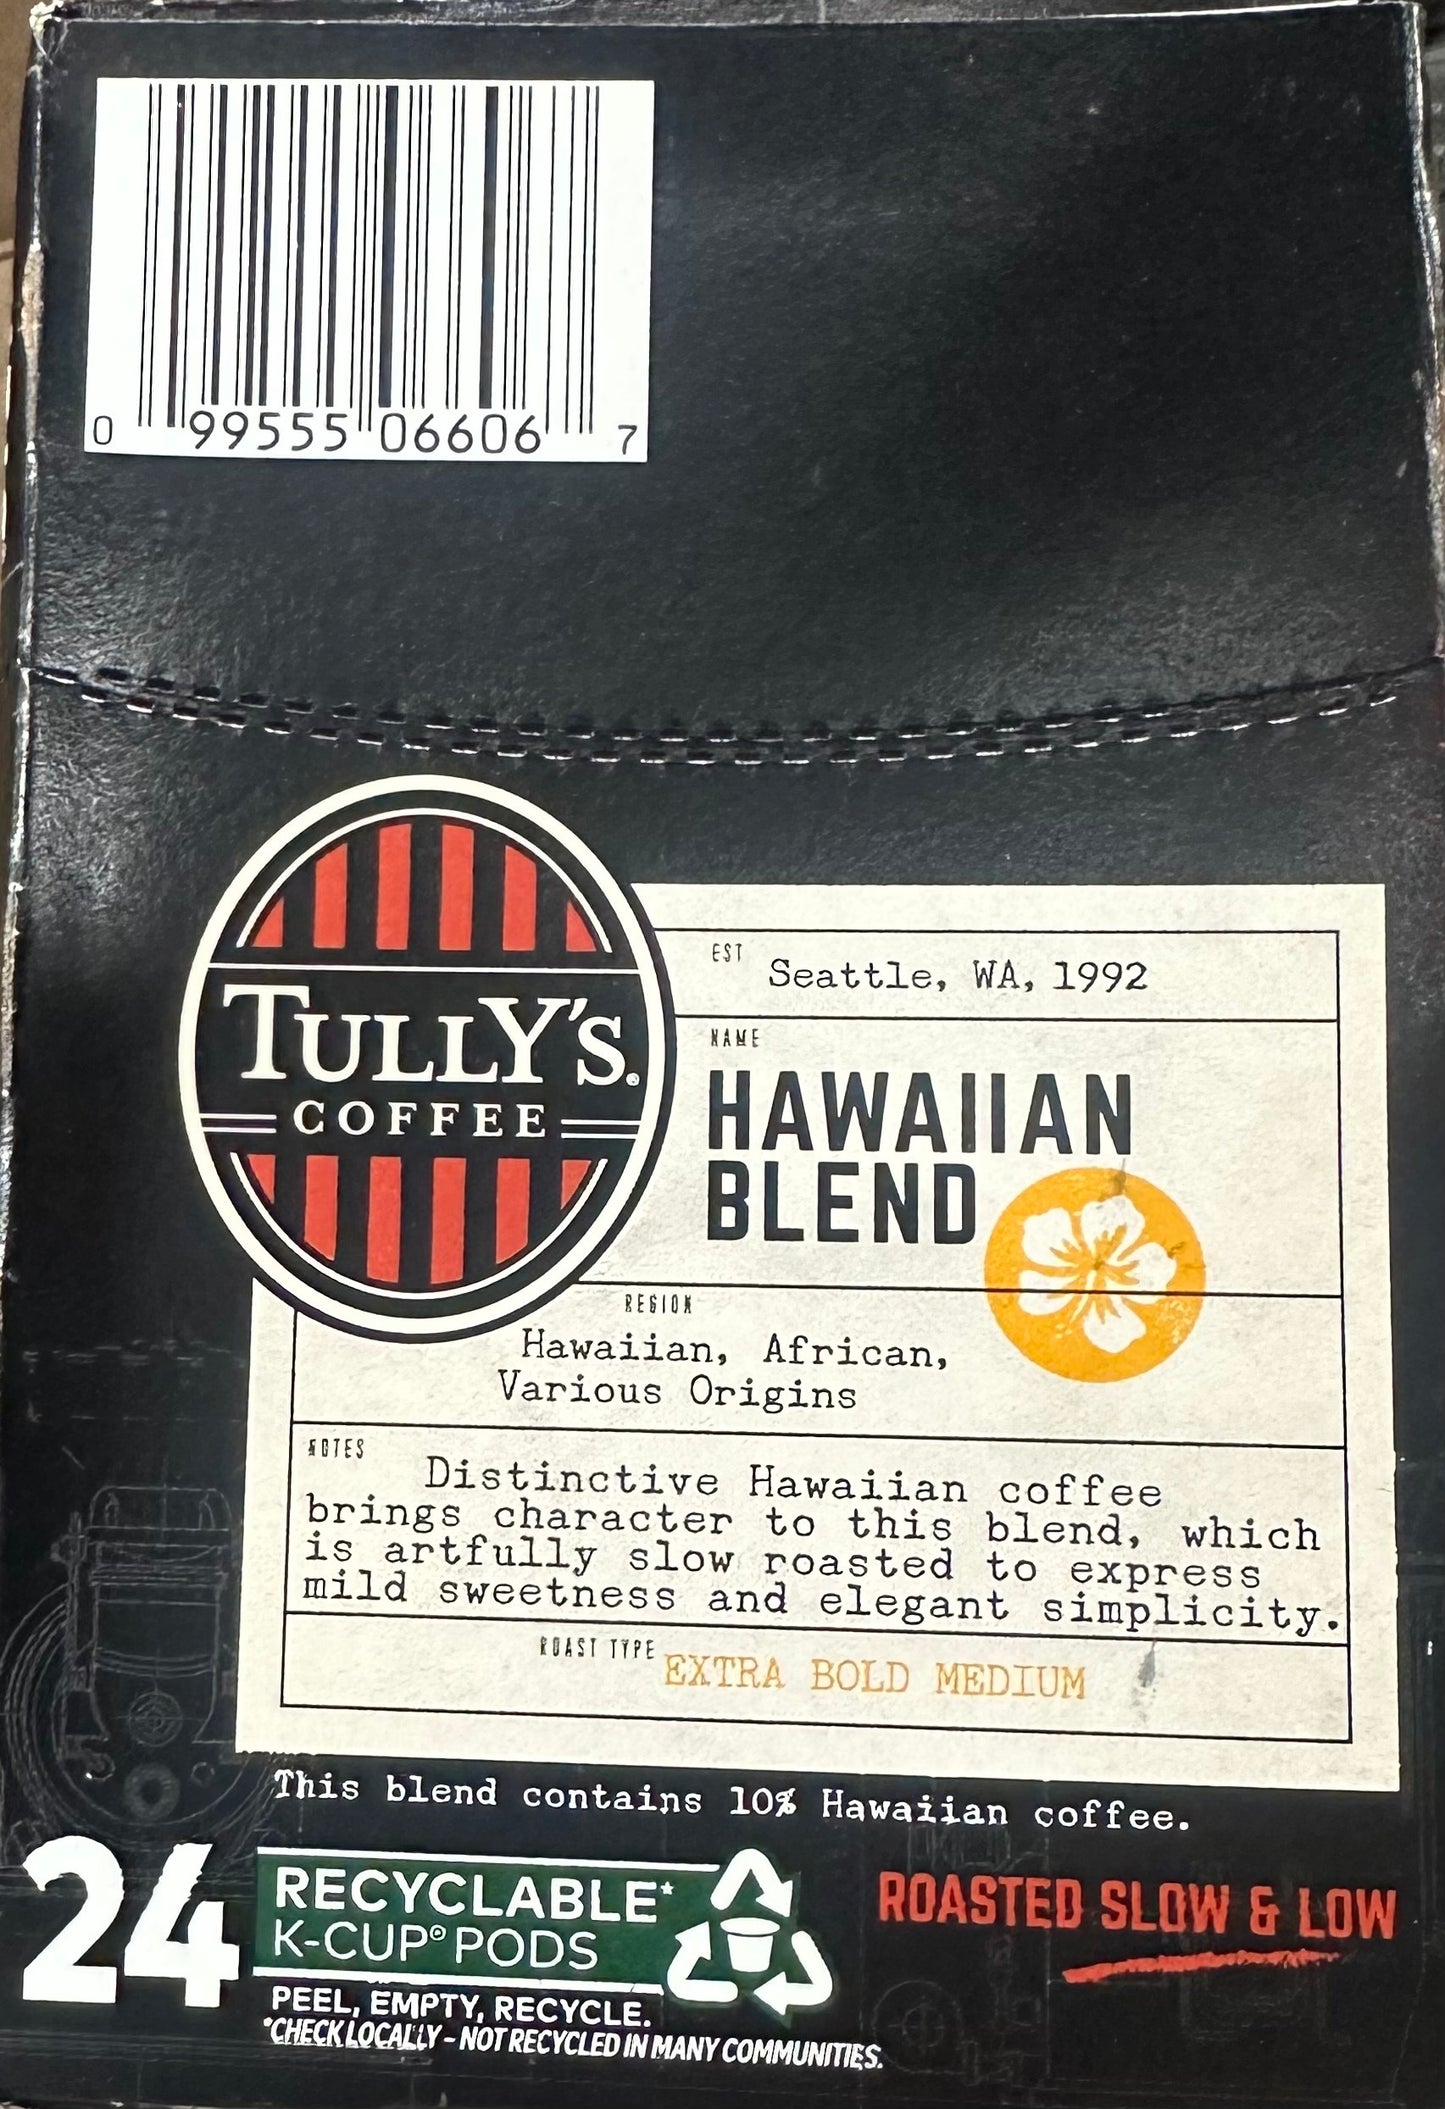 0 99555 06606 7
TULLY'S®
COFFEE
EST Seattle, WA, 1992
NAME
HAWAIIAN
BLEND
REGION
Hawaiian, African,
Various Origins
NOTES Distinctive Hawaiian coffee
brings character to this blend, which
is artfully slow roasted to express
mild sweetness and elegant simplicity.
ROAST TYPE EXTRA BOLD MEDIUM
This blend contains 10% Hawaiian coffee.
24 RECYCLABLE*
K-CUP® PODS
PEEL, EMPTY, RECYCLE.
*CHECK LOCALLY - NOT RECYCLED IN MANY COMMUNITIES.
ROASTED SLOW & LOW